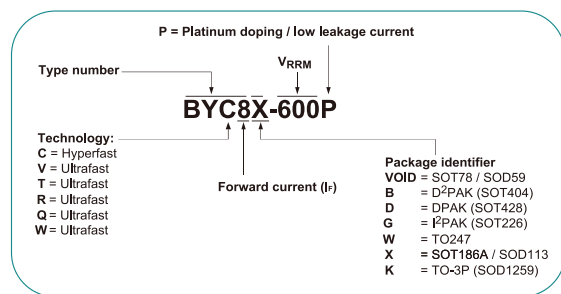 P = Platinum doping / low leakage current
Type number
VRRM
BYC8X-600P
Technology:
C = Hyperfast
V = Ultrafast
T = Ultrafast
R = Ultrafast
Q = Ultrafast
W = Ultrafast
Forward current (IF)
Package identifier
VOID = SOT78 / SOD59
B = D²PAK (SOT404)
D = DPAK (SOT428)
G = I²PAK (SOT226)
W = TO247
X = SOT186A / SOD113
K = TO-3P (SOD1259)